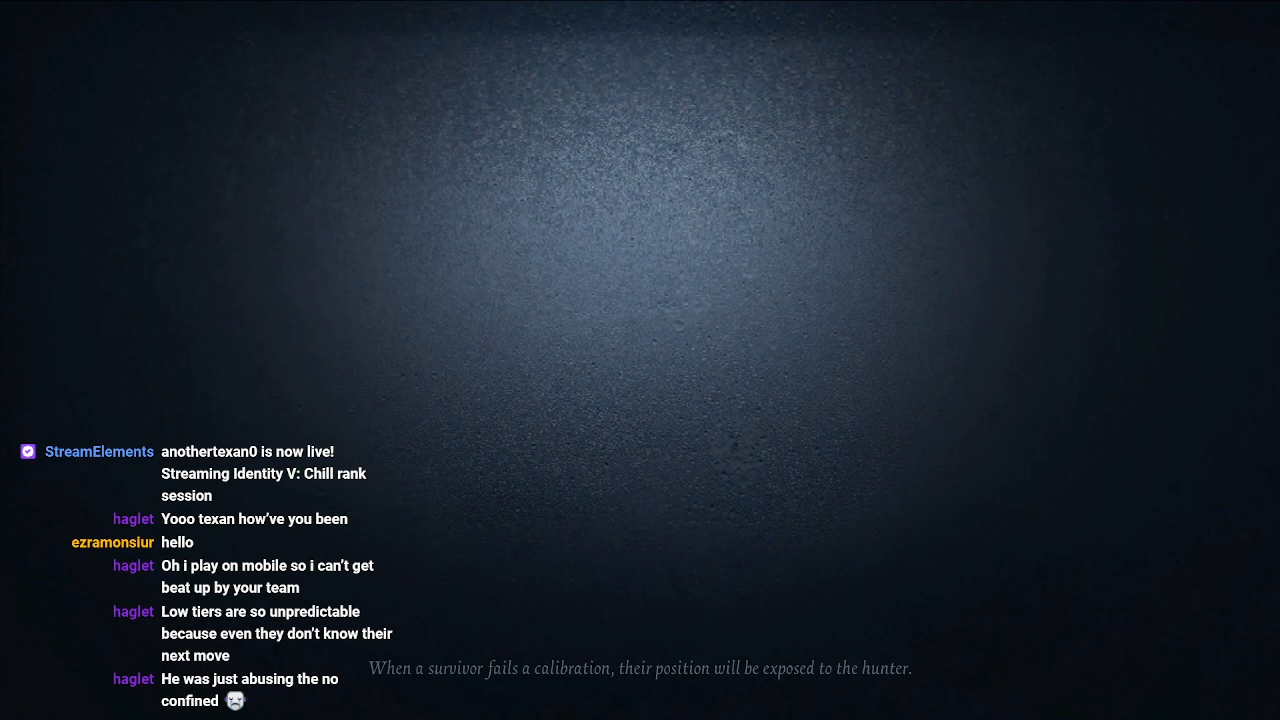 StreamElements anothertexan0 is now live!
Streaming Identity V: Chill rank
session
haglet Yooo texan how’ve you been
ezramonsiur hello
haglet Oh i play on mobile so i can’t get
beat up by your team
haglet Low tiers are so unpredictable
because even they don’t know their
next move
When a survivor fails a calibration, their position will be exposed to the hunter.
haglet He was just abusing the no
confined